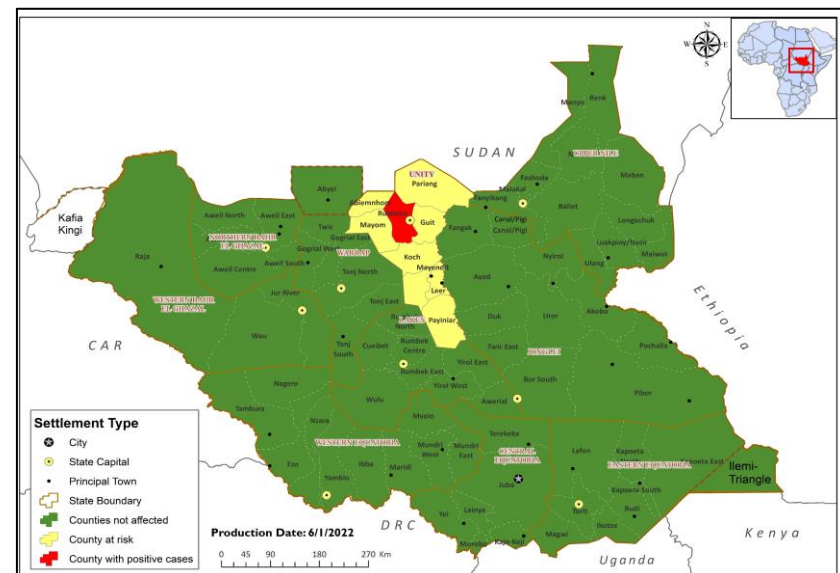 N
W
E
S
SUDAN
Manyo
Renk
UPPER NILE
Maban
Fashoda
Malakal
Fanyikang
Baliet
Longochuk
Canal/Pigi
Canal/Pigi
Fangak
Luakpiny/Nasir
Maiwut
Nyirol
Ulang
UNITY
Pariang
Abiemnhom
Rubkona
Guit
Mayom
Koch
Mayendit
Leer
Payinjar
Abyei
Kafia
Kingi
Aweil North
Aweil East
Twic
NORTHERN BAHR
EL GHAZAL
Gogrial East
Gogrial West
WARRAP
Aweil Centre
Aweil South
Tonj North
Raja
WESTERN BAHR
EL GHAZAL
Jur River
Tonj East
Wau
Ayod
Duk
Uror
Akobo
Ethiopia
LAKES
North
Rumbek
Centre
Cueibet
Tonj
South
Twic East
JONGLEI
Pochalla
CAR
Rumbek East
Yirol East
Yirol West
Bor South
Pibor
Awerial
Wulu
Nagero
Tambura
Nzara
Mvolo
WESTERN EQUATORIA
Mundri
West
Mundri
East
Terekeka
CENTRAL
EQUATORIA
Ezo
Yambio
Ibba
Maridi
Juba
Lafon
Kapoeta
Kapoeta East
EASTERN EQUATORIA
Kapoeta South
Ilemi-
Triangle
Torit
Budi
Ikotos
Magwi
Lainya
Yei
Morobo
Kajo-Keji
DRC
Uganda
Kenya
Settlement Type
City
State Capital
Principal Town
State Boundary
Counties not affected
County at risk
County with positive cases
Production Date: 6/1/2022
0 45 90 180 270 Km